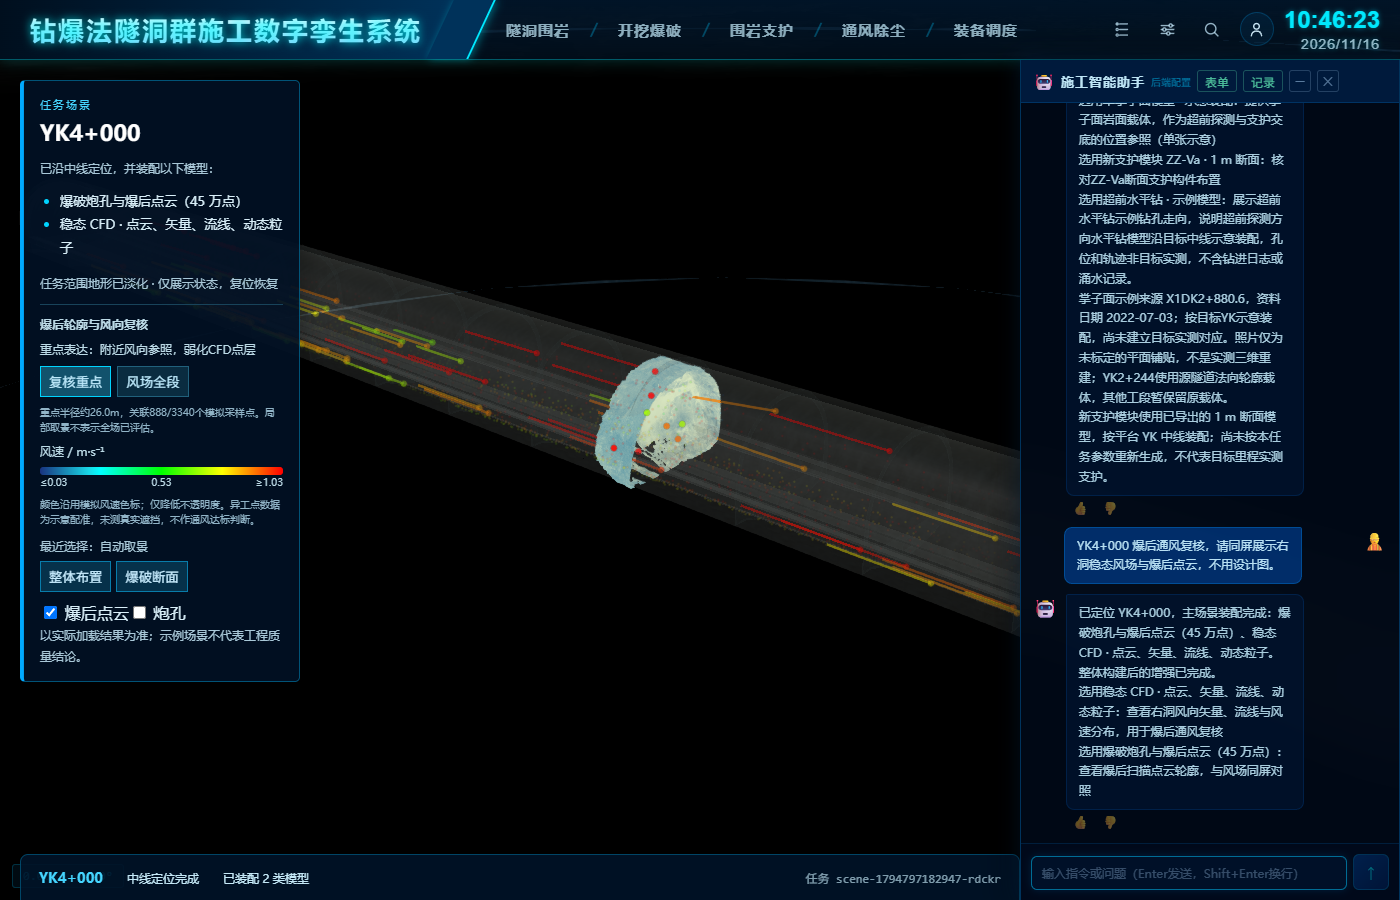 钻爆法隧洞群施工数字孪生系统
隧洞围岩 / 开挖爆破 / 围岩支护 / 通风除尘 / 装备调度
10:46:23
2026/11/16
任务场景
YK4+000
已沿中线定位，并装配以下模型：
爆破炮孔与爆后点云（45 万点）
稳态 CFD · 点云、矢量、流线、动态粒
子
任务范围地形已淡化 · 仅展示状态，复位恢复
爆后轮廓与风向复核
重点表达：附近风向参照，弱化CFD点层
复核重点 风场全段
重点半径约26.0m，关联888/3340个模拟采样点。局
部取景不表示全场已评估。
风速 / m·s⁻¹
≤0.03 0.53 ≥1.03
颜色沿用模拟风速色标；仅降低不透明度。异工点数据
为示意配准，未测真实遮挡，不作通风达标判断。
最近选择：自动取景
整体布置 爆破断面
爆后点云 炮孔
以实际加载结果为准；示例场景不代表工程质
量结论。
YK4+000 中线定位完成 已装配 2 类模型
任务 scene-1794797182947-rdckr
施工智能助手 后端配置 表单 记录
子面岩面载体，作为超前探测与支护交
底的位置参照（单张示意）
选用新支护模块 ZZ-Va · 1 m 断面：核
对ZZ-Va断面支护构件布置
选用超前水平钻 · 示例模型：展示超前
水平钻示例钻孔走向，说明超前探测方
向水平钻模型沿目标中线示意装配，孔
位和轨迹非目标实测，不含钻进日志或
涌水记录。
掌子面示例来源 X1DK2+880.6，资料
日期 2022-07-03；按目标YK示意装
配，尚未建立目标实测对应。照片仅为
未标定的平面铺贴，不是实测三维重
建；YK2+244使用源隧道法向轮廓载
体，其他工段暂保留原载体。
新支护模块使用已导出的 1 m 断面模
型，按平台 YK 中线装配；尚未按本任
务参数重新生成，不代表目标里程实测
支护。
YK4+000 爆后通风复核，请同屏展示右
洞稳态风场与爆后点云，不用设计图。
已定位 YK4+000，主场景装配完成：爆
破炮孔与爆后点云（45 万点）、稳态
CFD · 点云、矢量、流线、动态粒子。
整体构建后的增强已完成。
选用稳态 CFD · 点云、矢量、流线、动
态粒子：查看右洞风向矢量、流线与风
速分布，用于爆后通风复核
选用爆破炮孔与爆后点云（45 万点）：
查看爆后扫描点云轮廓，与风场同屏对
照
输入指令或问题（Enter发送，Shift+Enter换行）